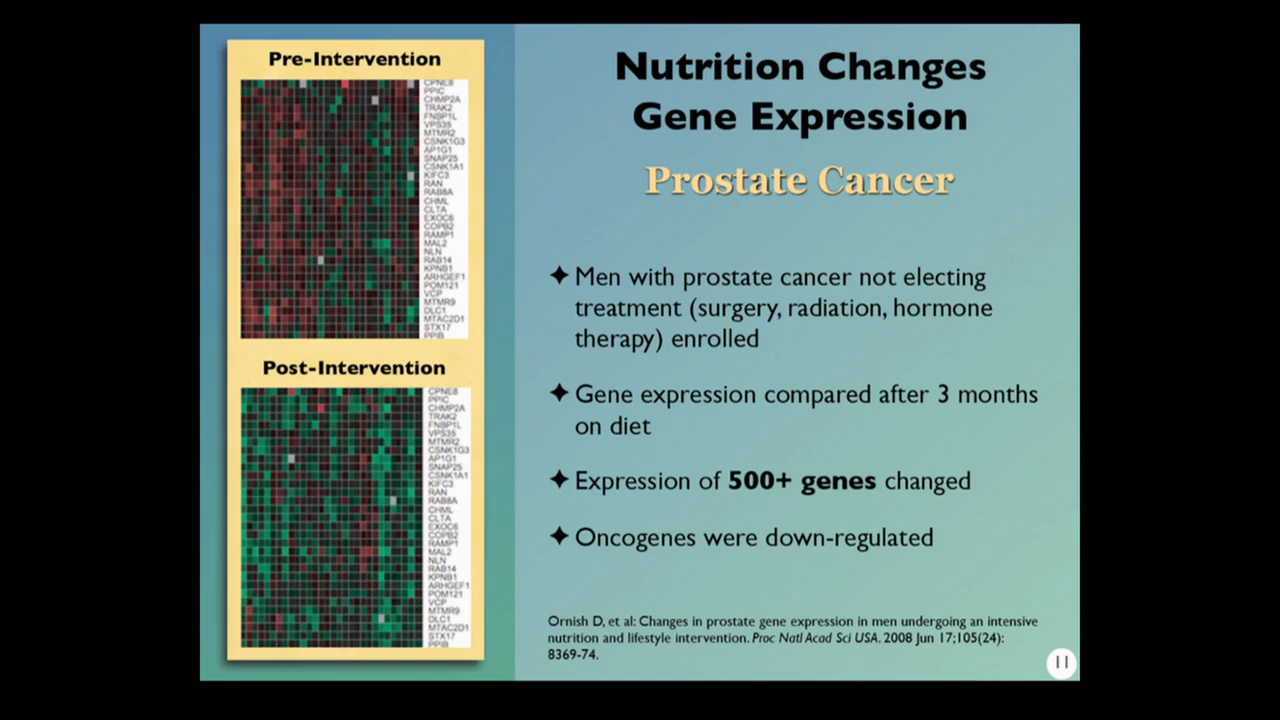 Pre-Intervention
CPNE8
PPIC
CHMP2A
TRAK2
FNBP1L
VPS35
MTMR2
CSNK1G3
AP1G1
SNAP25
CSNK1A1
KIFC3
RAN
RAB8A
CHML
CLTA
EXOC6
COPB2
RAMP1
MAL2
NLN
RAB14
KPNB1
ARHGEF1
POM121
VCP
MTMR9
DLC1
MTAC2D1
STX17
PPIB
Post-Intervention
CPNE8
PPIC
CHMP2A
TRAK2
FNBP1L
VPS35
MTMR2
CSNK1G3
AP1G1
SNAP25
CSNK1A1
KIFC3
RAN
RAB8A
CHML
CLTA
EXOC6
COPB2
RAMP1
MAL2
NLN
RAB14
KPNB1
ARHGEF1
POM121
VCP
MTMR9
DLC1
MTAC2D1
STX17
PPIB
Nutrition Changes
Gene Expression
Prostate Cancer
✦ Men with prostate cancer not electing
treatment (surgery, radiation, hormone
therapy) enrolled
✦ Gene expression compared after 3 months
on diet
✦ Expression of 500+ genes changed
✦ Oncogenes were down-regulated
Ornish D, et al: Changes in prostate gene expression in men undergoing an intensive
nutrition and lifestyle intervention. Proc Natl Acad Sci USA. 2008 Jun 17;105(24):
8369-74.
11